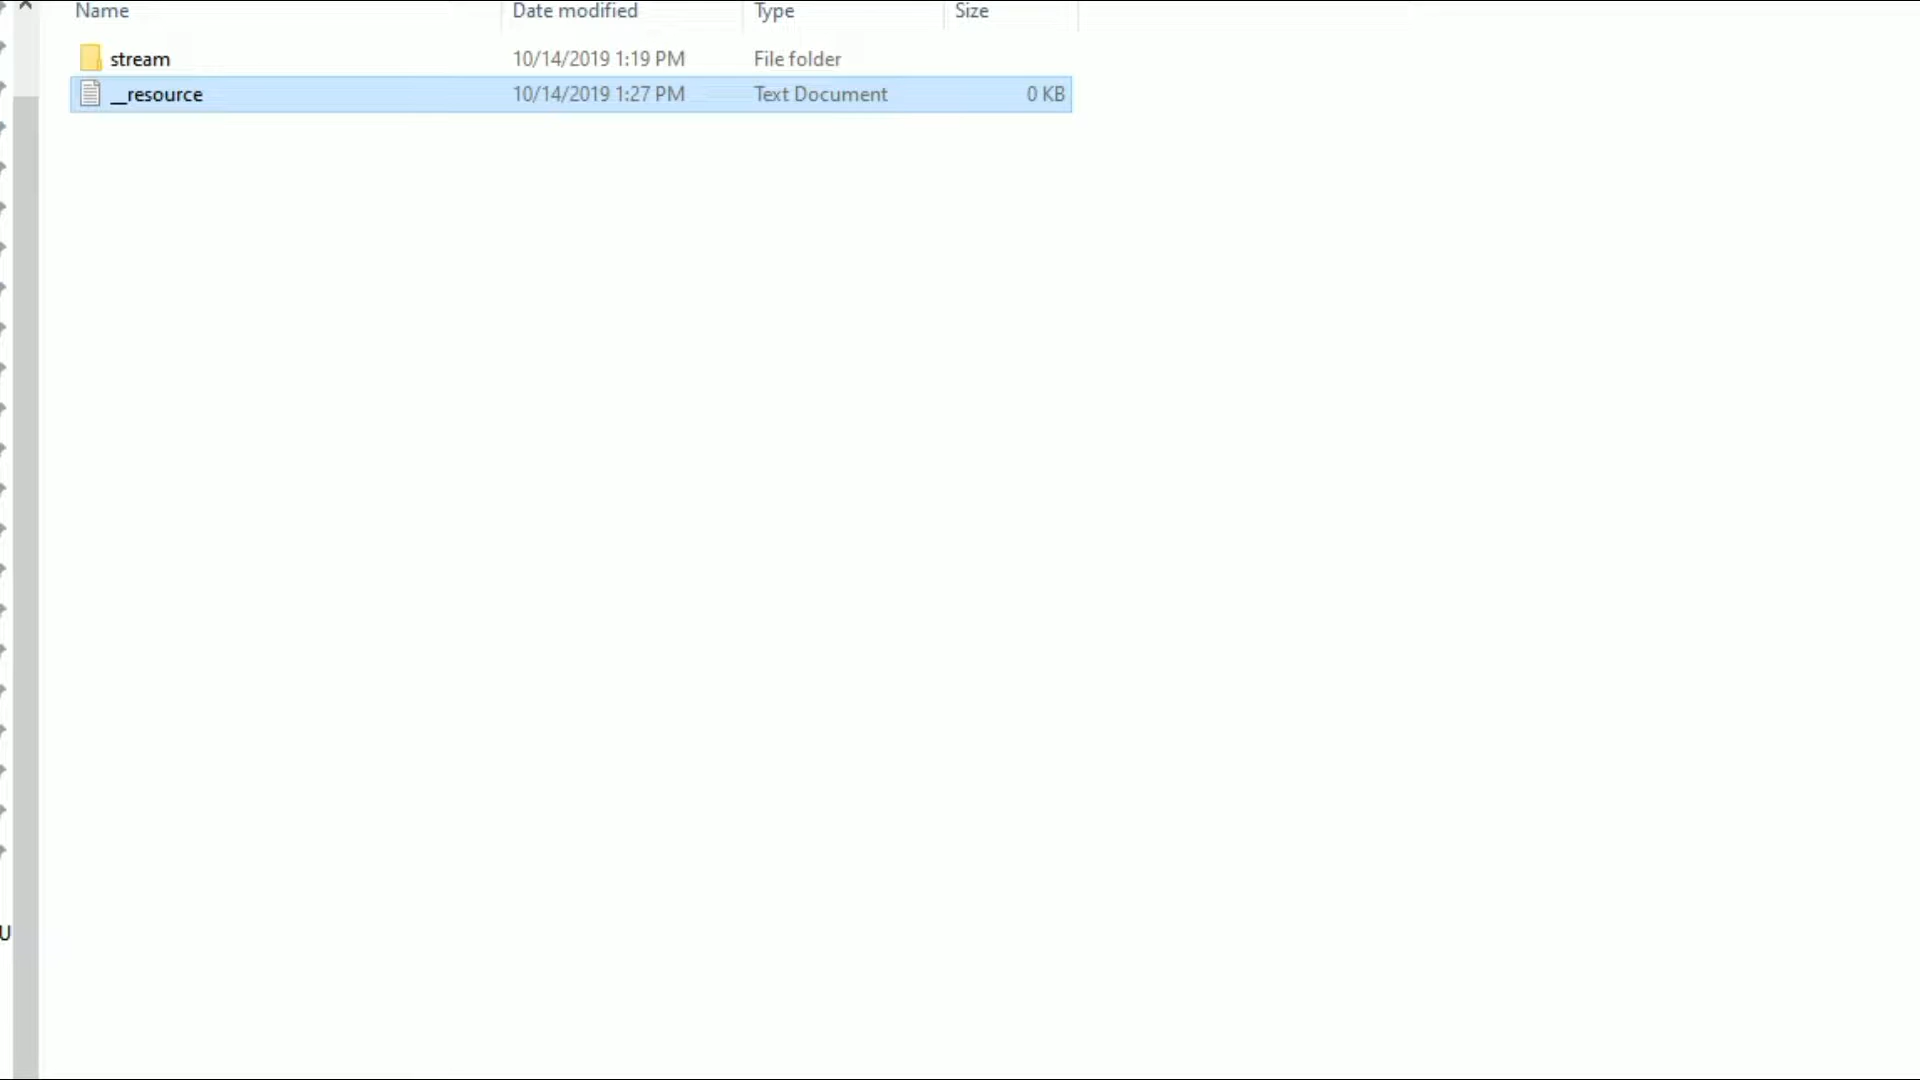 Name Date modified Type Size
stream 10/14/2019 1:19 PM File folder
__resource 10/14/2019 1:27 PM Text Document 0 KB
U